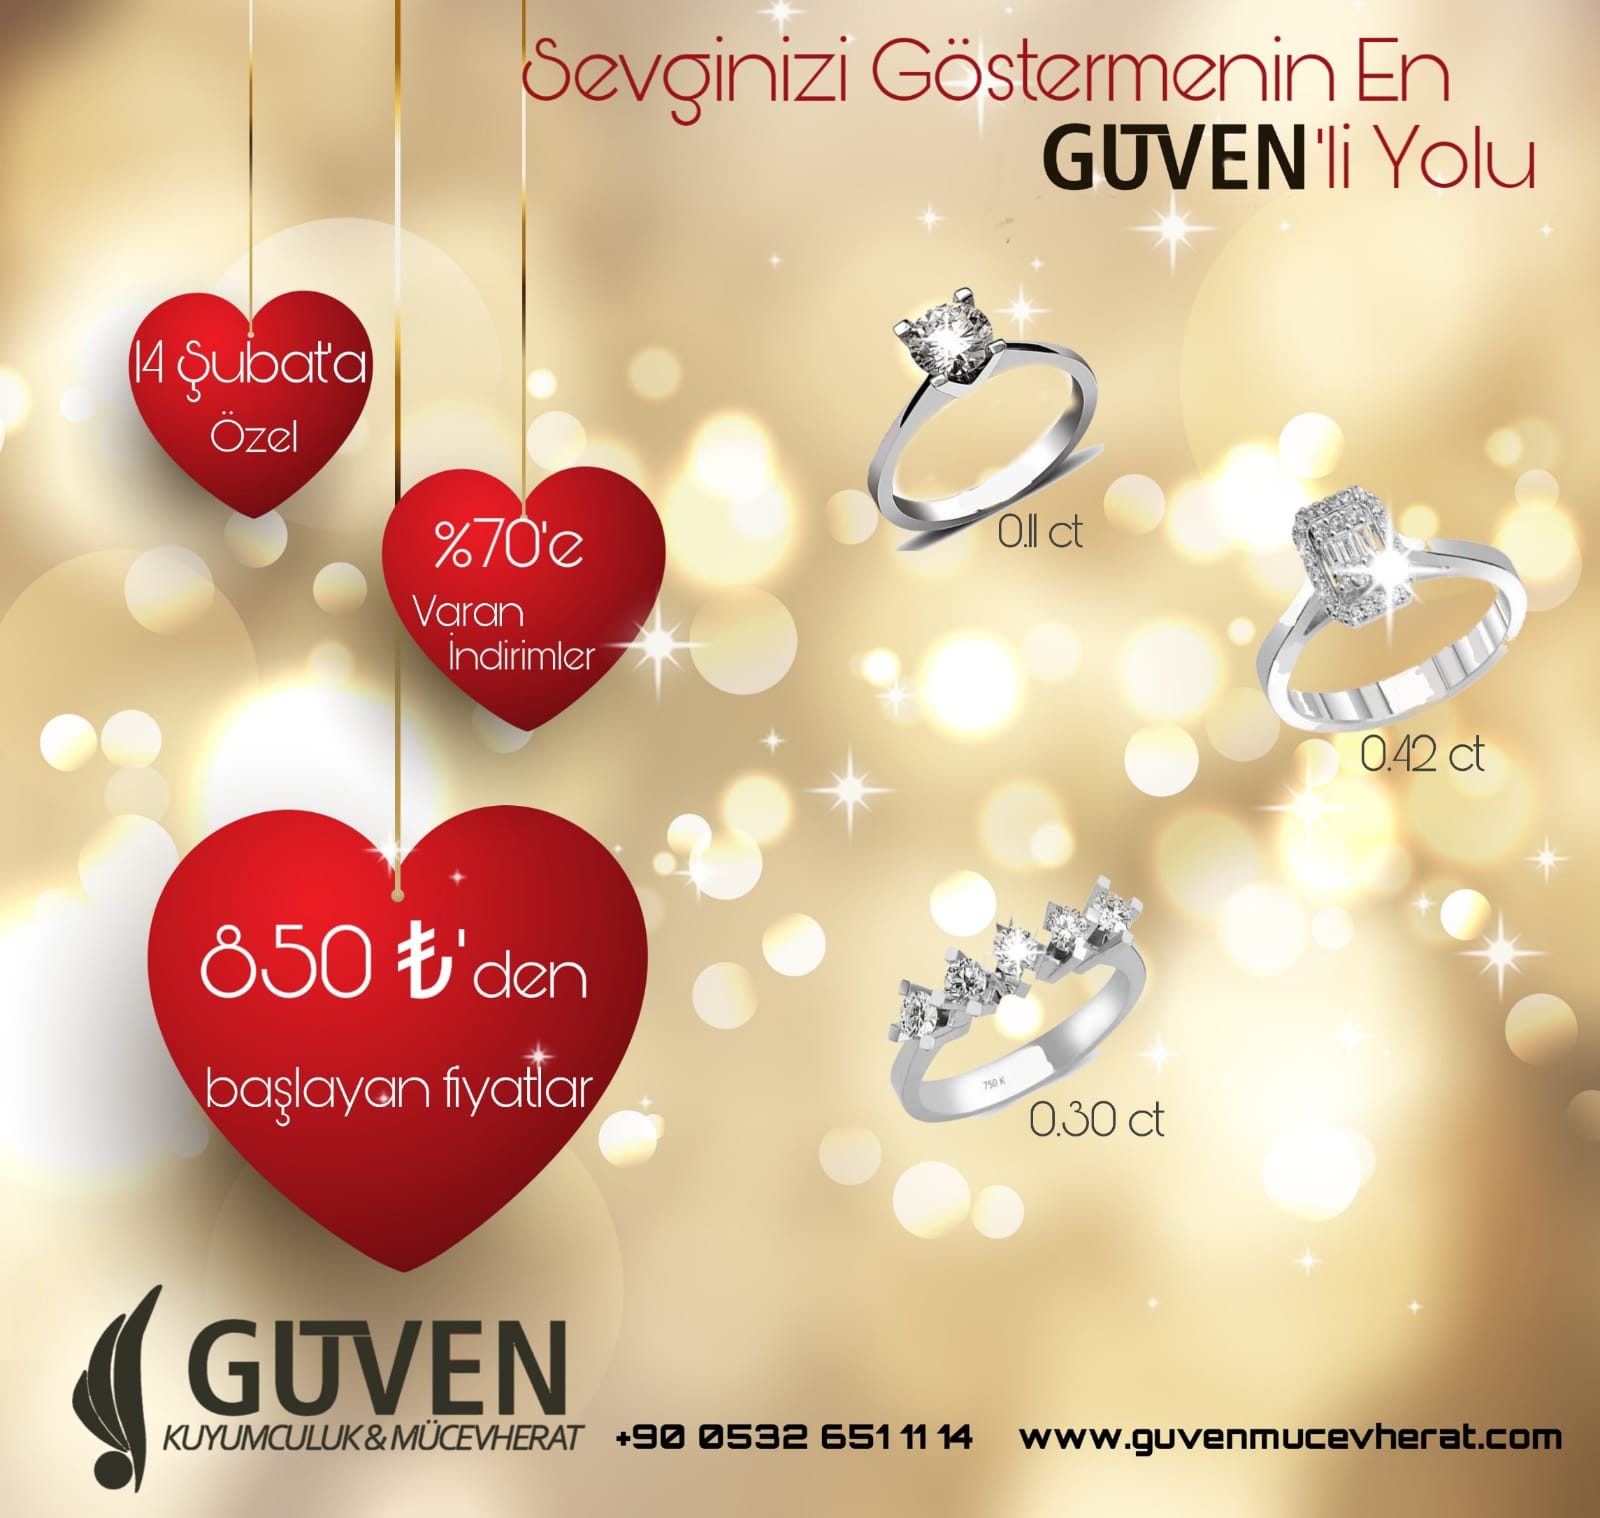 Sevginizi Göstermenin En
GÜVEN'li Yolu
14 Şubat'a
Özel
%70'e
Varan
İndirimler
850 ₺'den
başlayan fiyatlar
0.11 ct
0.42 ct
750 K
0.30 ct
GÜVEN
KUYUMCULUK & MÜCEVHERAT
+90 0532 651 11 14 www.guvenmucevherat.com